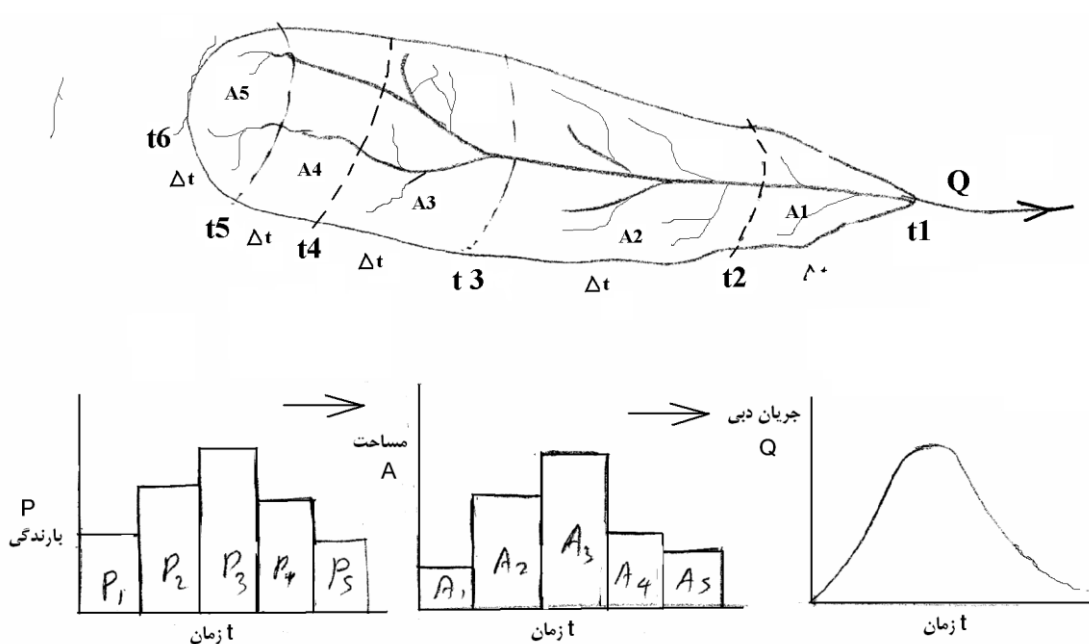 A5
t6
Δt
A4
t5
Δt
t4
A3
Δt
t 3
A2
Δt
t2
A1
Δt
t1
Q
P
بارندگی
P1
P2
P3
P4
P5
زمان t
مساحت
A
A1
A2
A3
A4
A5
زمان t
جریان دبی
Q
زمان t